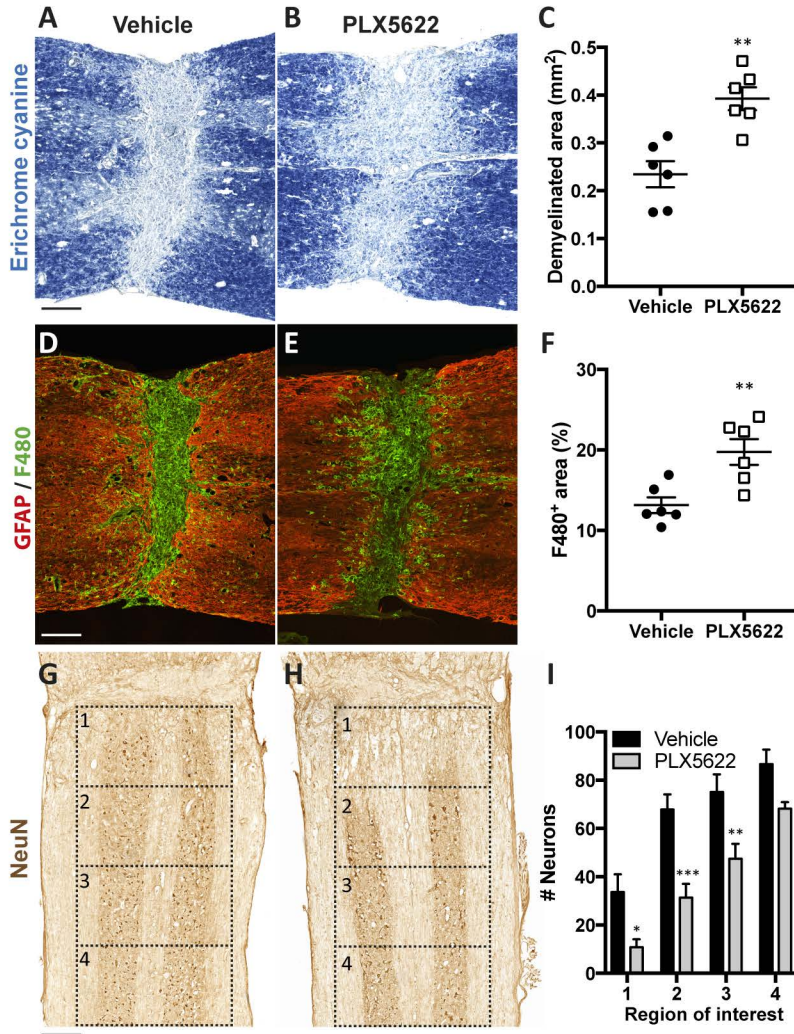 A
Vehicle
B
PLX5622
Erichrome cyanine
C
Demyelinated area (mm²)
0.5
0.4
0.3
0.2
0.1
0.0
**
Vehicle
PLX5622
D
E
GFAP / F480
F
F480⁺ area (%)
30
20
10
0
**
Vehicle
PLX5622
G
1
2
3
4
H
1
2
3
4
NeuN
I
# Neurons
100
80
60
40
20
0
Vehicle
PLX5622
*
***
**
1
2
3
4
Region of interest